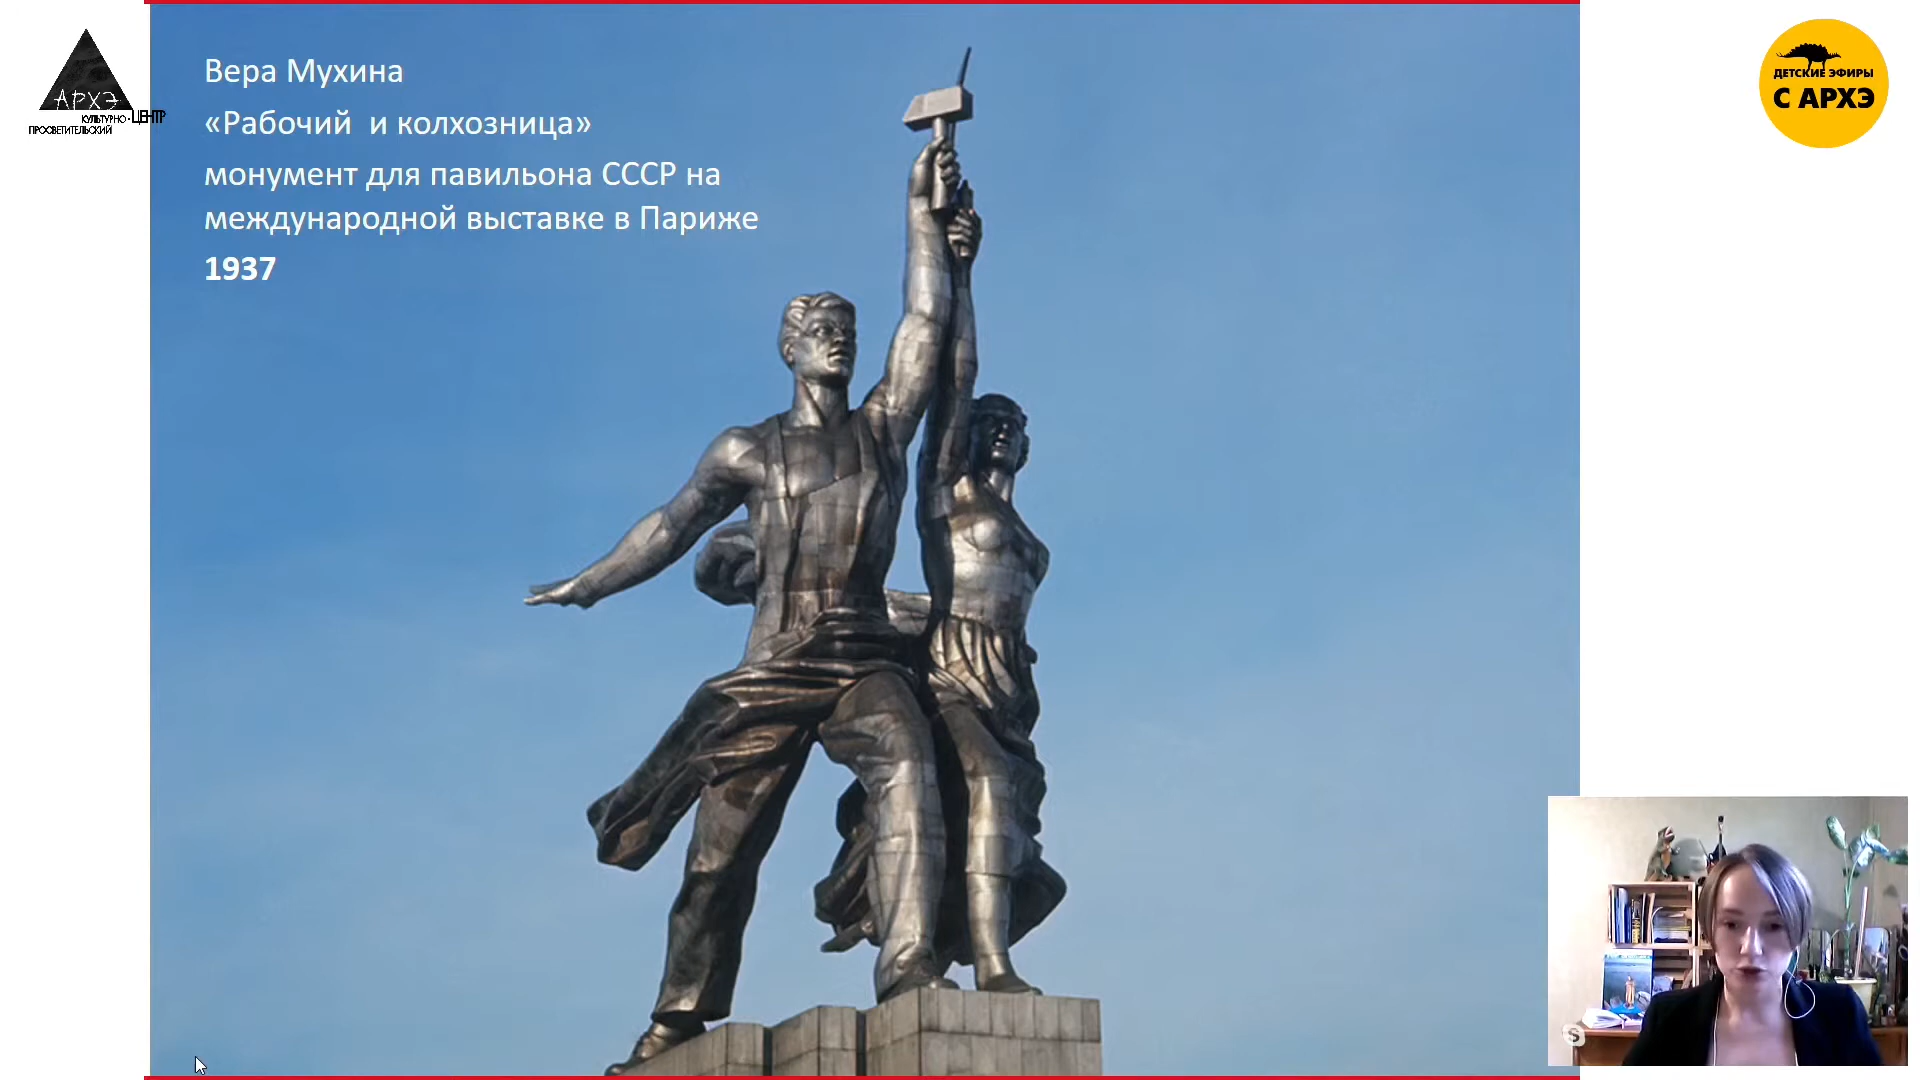 АРХЭ
КУЛЬТУРНО-ЦЕНТР
ПРОСВЕТИТЕЛЬСКИЙ
Вера Мухина
«Рабочий  и колхозница»
монумент для павильона СССР на
международной выставке в Париже
1937
ДЕТСКИЕ ЭФИРЫ
С АРХЭ
S